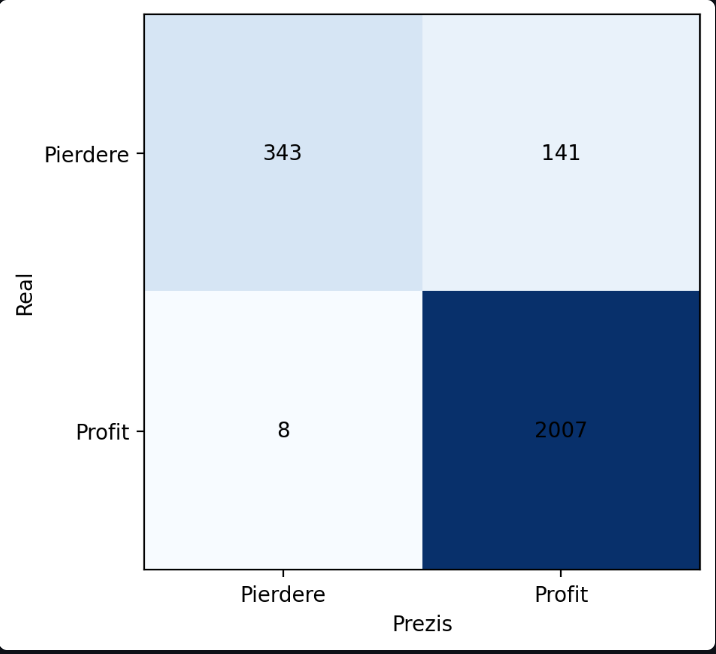 Pierdere
343
141
Real
Profit
8
2007
Pierdere
Profit
Prezis